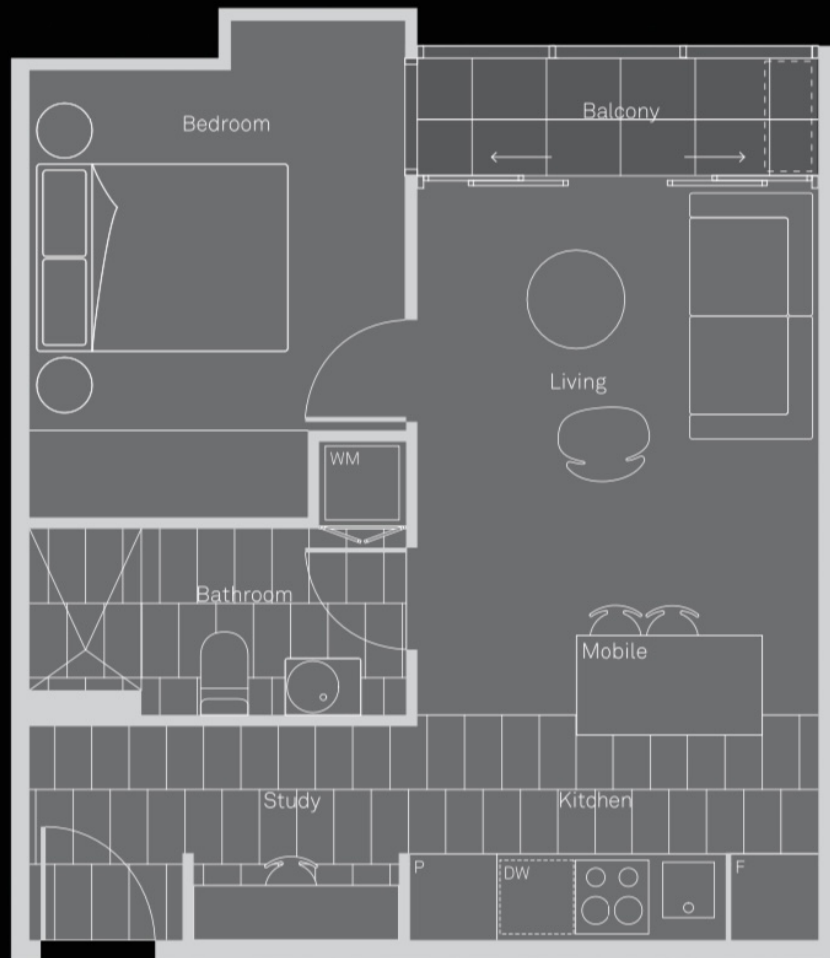 Bedroom
Balcony
Living
WM
Bathroom
Mobile
Study
Kitchen
P
DW
F